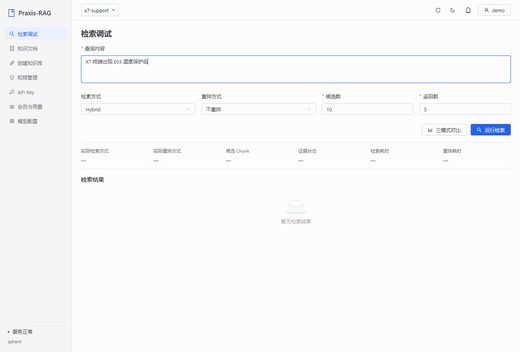 Praxis-RAG
x7-support
demo
检索调试
知识文档
创建知识库
权限管理
API Key
会员与用量
模型配置
服务正常
qdrant
检索调试
* 查询内容
X7 终端出现 E03 温度保护后
检索方式
Hybrid
重排方式
不重排
* 候选数
10
* 返回数
5
三模式对比
运行检索
实际检索方式
—
实际重排方式
—
候选 Chunk
—
证据状态
—
检索耗时
—
重排耗时
—
检索结果
暂无检索结果